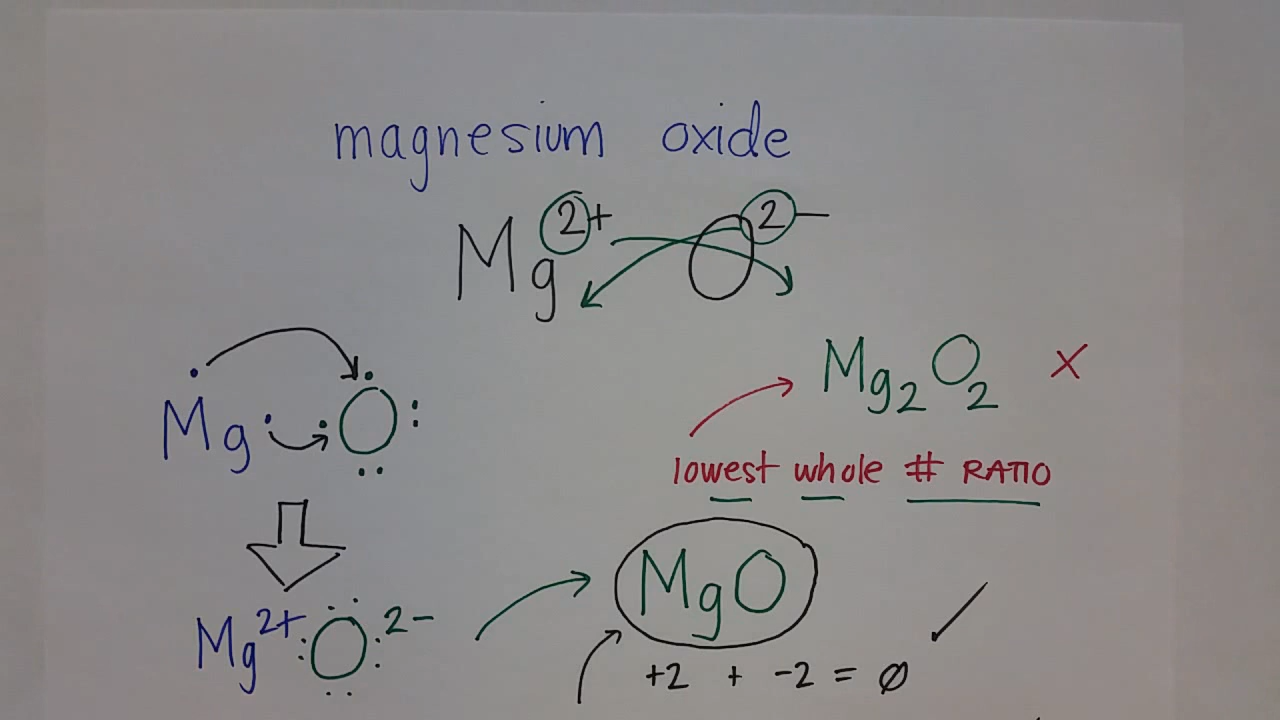 magnesium oxide
Mg²⁺ O²⁻
Mg₂O₂ X
Mg O
lowest whole # RATIO
MgO
Mg²⁺ O²⁻
+2 + -2 = ∅